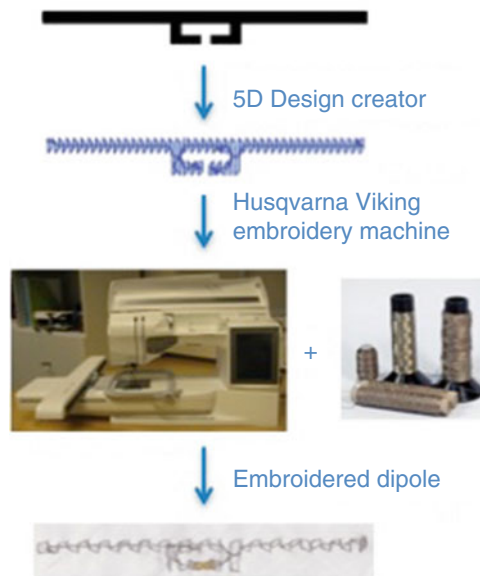 5D Design creator
Husqvarna Viking
embroidery machine
+
Embroidered dipole